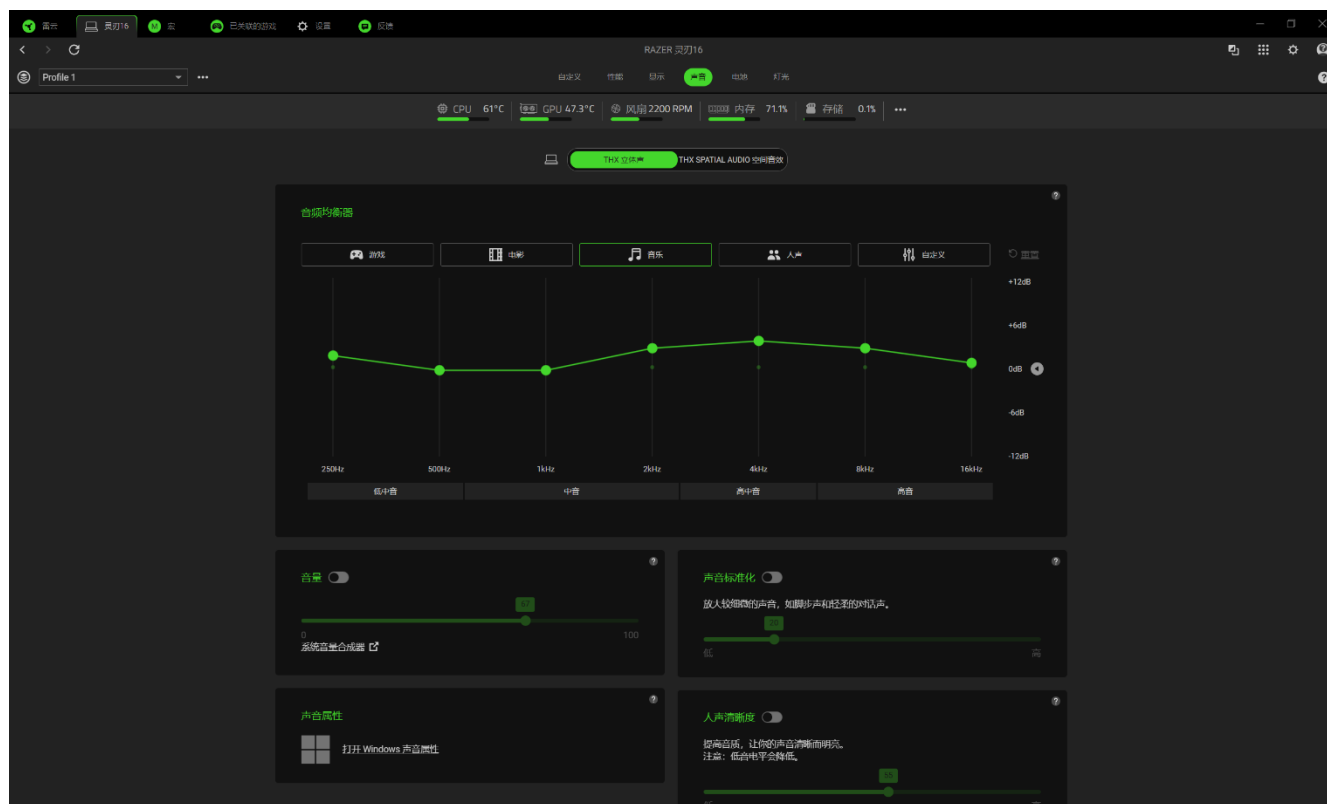 雷云 灵刃16 宏 已关联的游戏 设置 反馈
RAZER 灵刃16
Profile 1 自定义 性能 显示 声音 电池 灯光
CPU 61°C GPU 47.3°C 风扇 2200 RPM 内存 71.1% 存储 0.1%
THX 立体声 THX SPATIAL AUDIO 空间音效
音频均衡器
游戏 电影 音乐 人声 自定义 重置
+12dB
+6dB
0dB
-6dB
-12dB
250Hz 500Hz 1kHz 2kHz 4kHz 8kHz 16kHz
低中音 中音 高中音 高音
音量
67
0 100
系统音量合成器
声音标准化
放大较细微的声音，如脚步声和轻柔的对话声。
20
低 高
声音属性
打开 Windows 声音属性
人声清晰度
提高音质，让你的声音清晰而明亮。
注意：低音电平会降低。
55